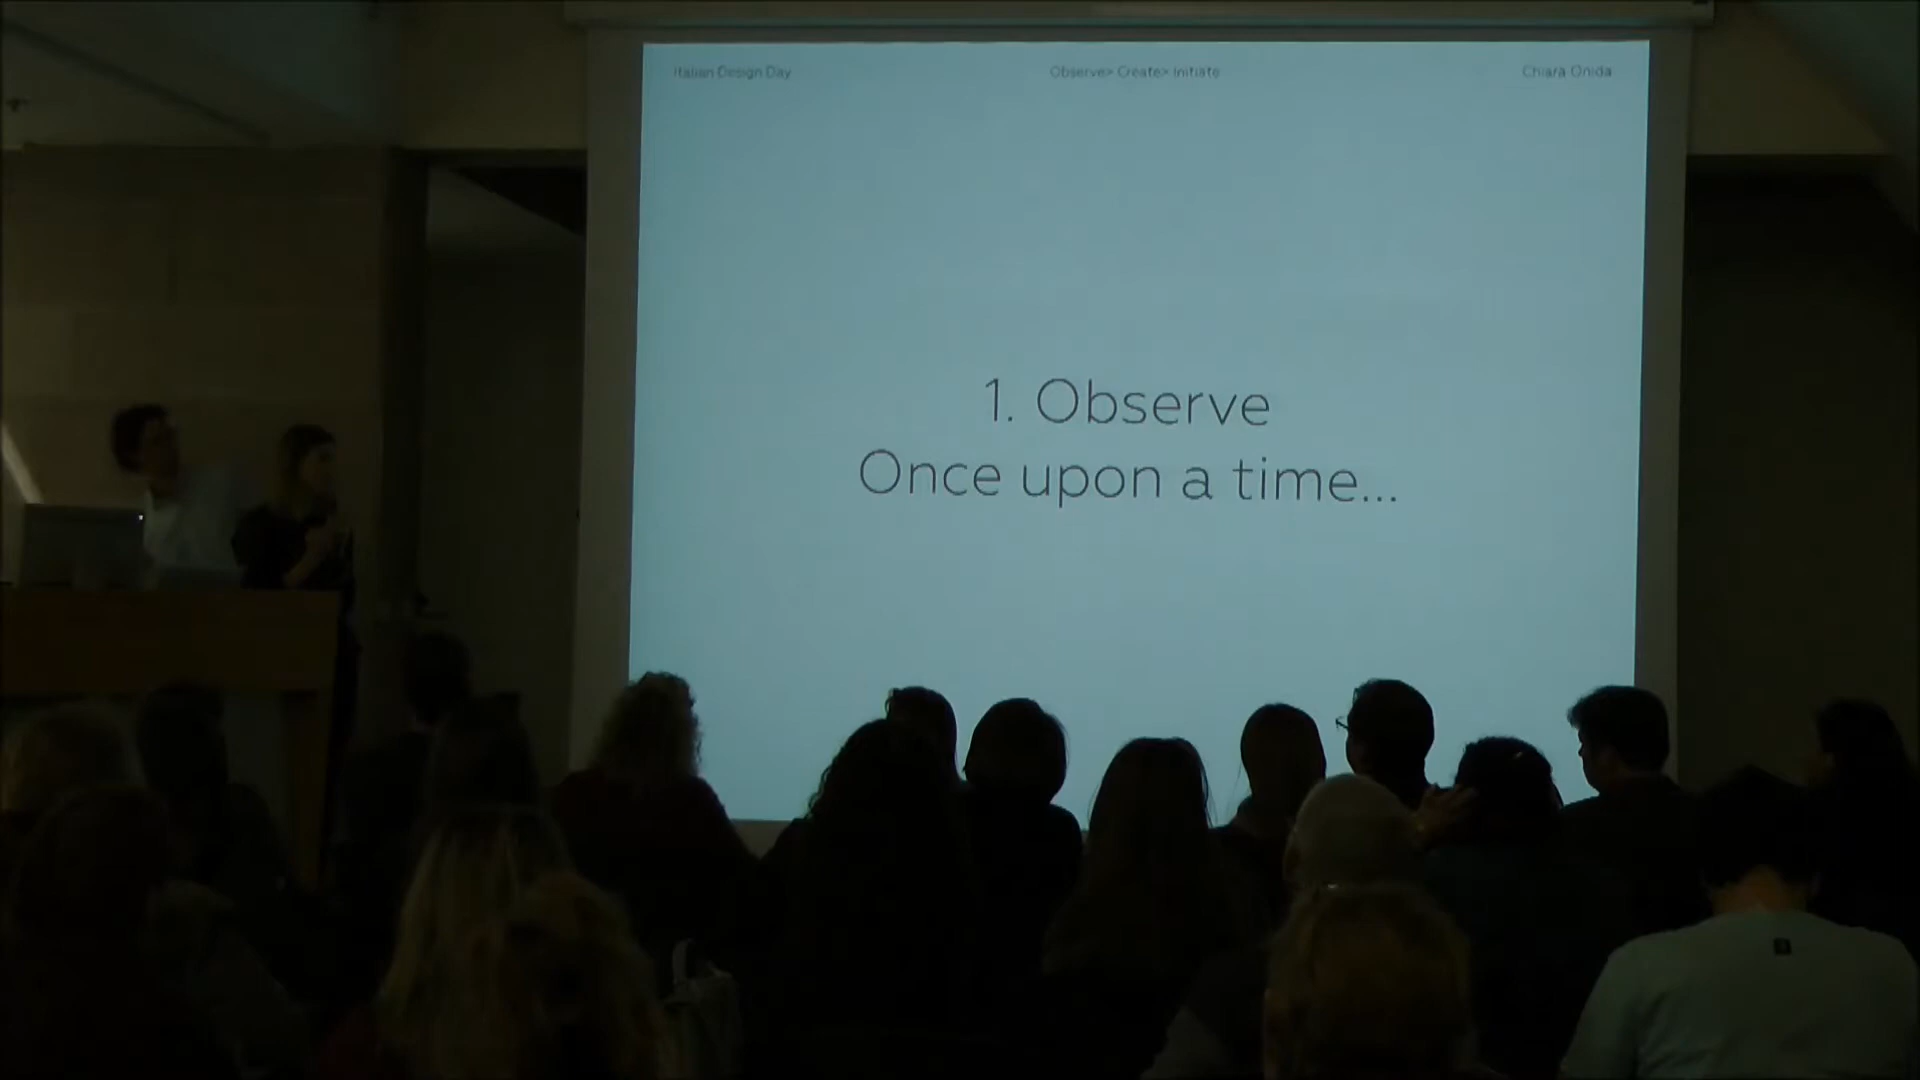 Italian Design Day
Observe> Create> Initiate
Chiara Onida
1. Observe
Once upon a time...